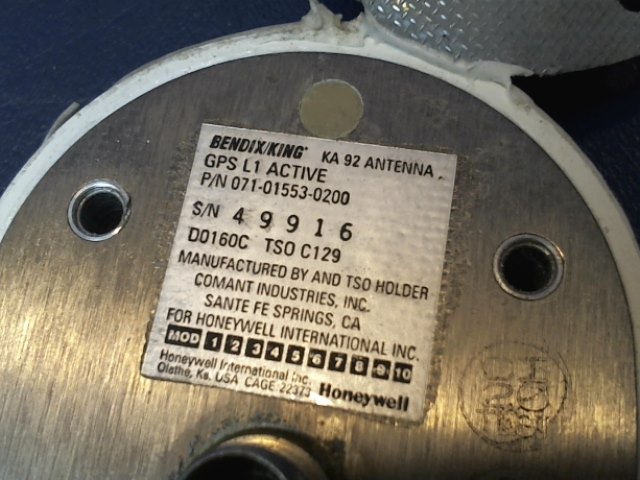 BENDIX/KING® KA 92 ANTENNA
GPS L1 ACTIVE
P/N 071-01553-0200
S/N 49916
DO160C TSO C129
MANUFACTURED BY AND TSO HOLDER
COMANT INDUSTRIES, INC.
SANTE FE SPRINGS, CA
FOR HONEYWELL INTERNATIONAL INC.
MOD 1 2 3 4 5 6 7 8 9 10
Honeywell International Inc.
Olathe, Ks. USA CAGE 22373 Honeywell